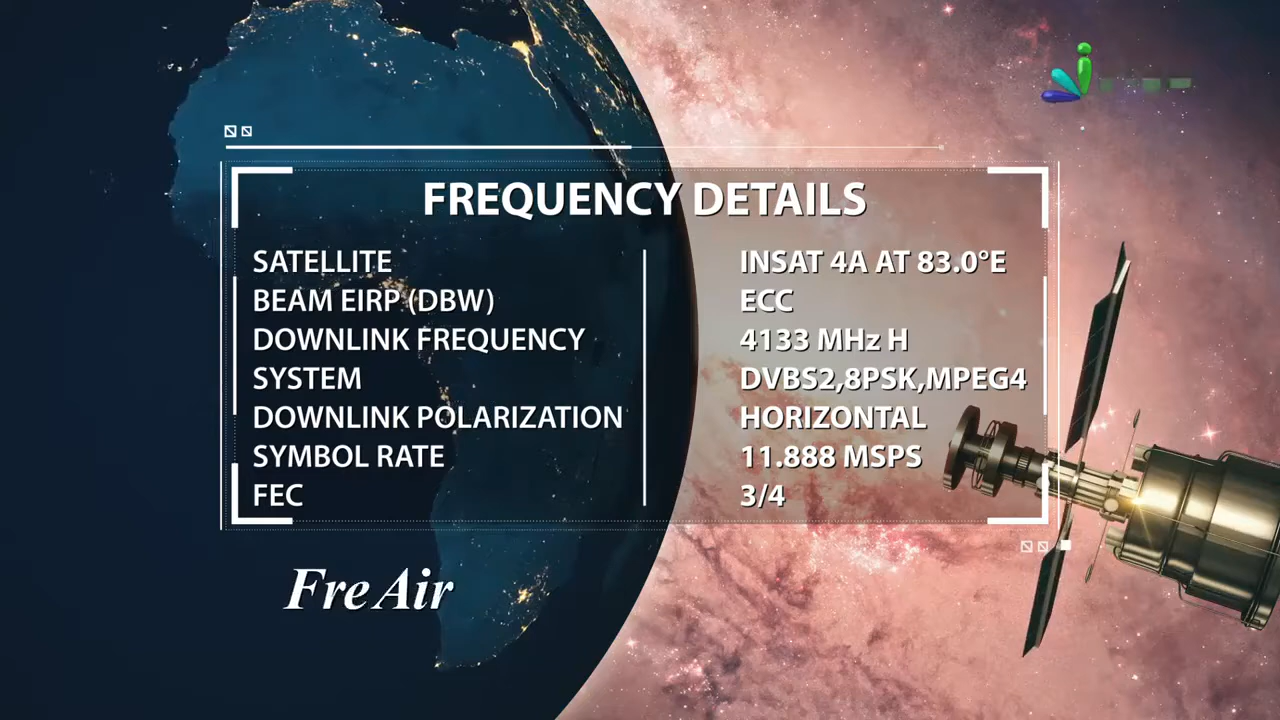 FREQUENCY DETAILS
SATELLITE INSAT 4A AT 83.0°E
BEAM EIRP (DBW) ECC
DOWNLINK FREQUENCY 4133 MHz H
SYSTEM DVBS2,8PSK,MPEG4
DOWNLINK POLARIZATION HORIZONTAL
SYMBOL RATE 11.888 MSPS
FEC 3/4
Fre Air